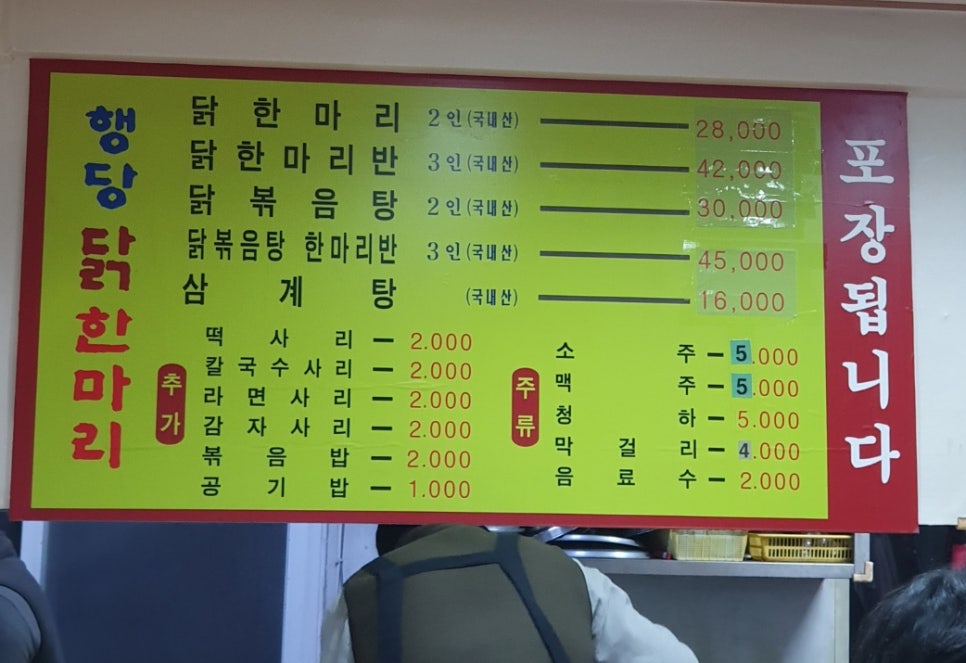 행당 닭한마리
닭한마리 2인(국내산) 28,000
닭한마리반 3인(국내산) 42,000
닭볶음탕 2인(국내산) 30,000
닭볶음탕 한마리반 3인(국내산) 45,000
삼계탕 (국내산) 16,000
추가
떡사리 - 2.000
칼국수사리 - 2.000
라면사리 - 2.000
감자사리 - 2.000
볶음밥 - 2.000
공기밥 - 1.000
주류
소주 - 5.000
맥주 - 5.000
청하 - 5.000
막걸리 - 4.000
음료수 - 2.000
포장됩니다